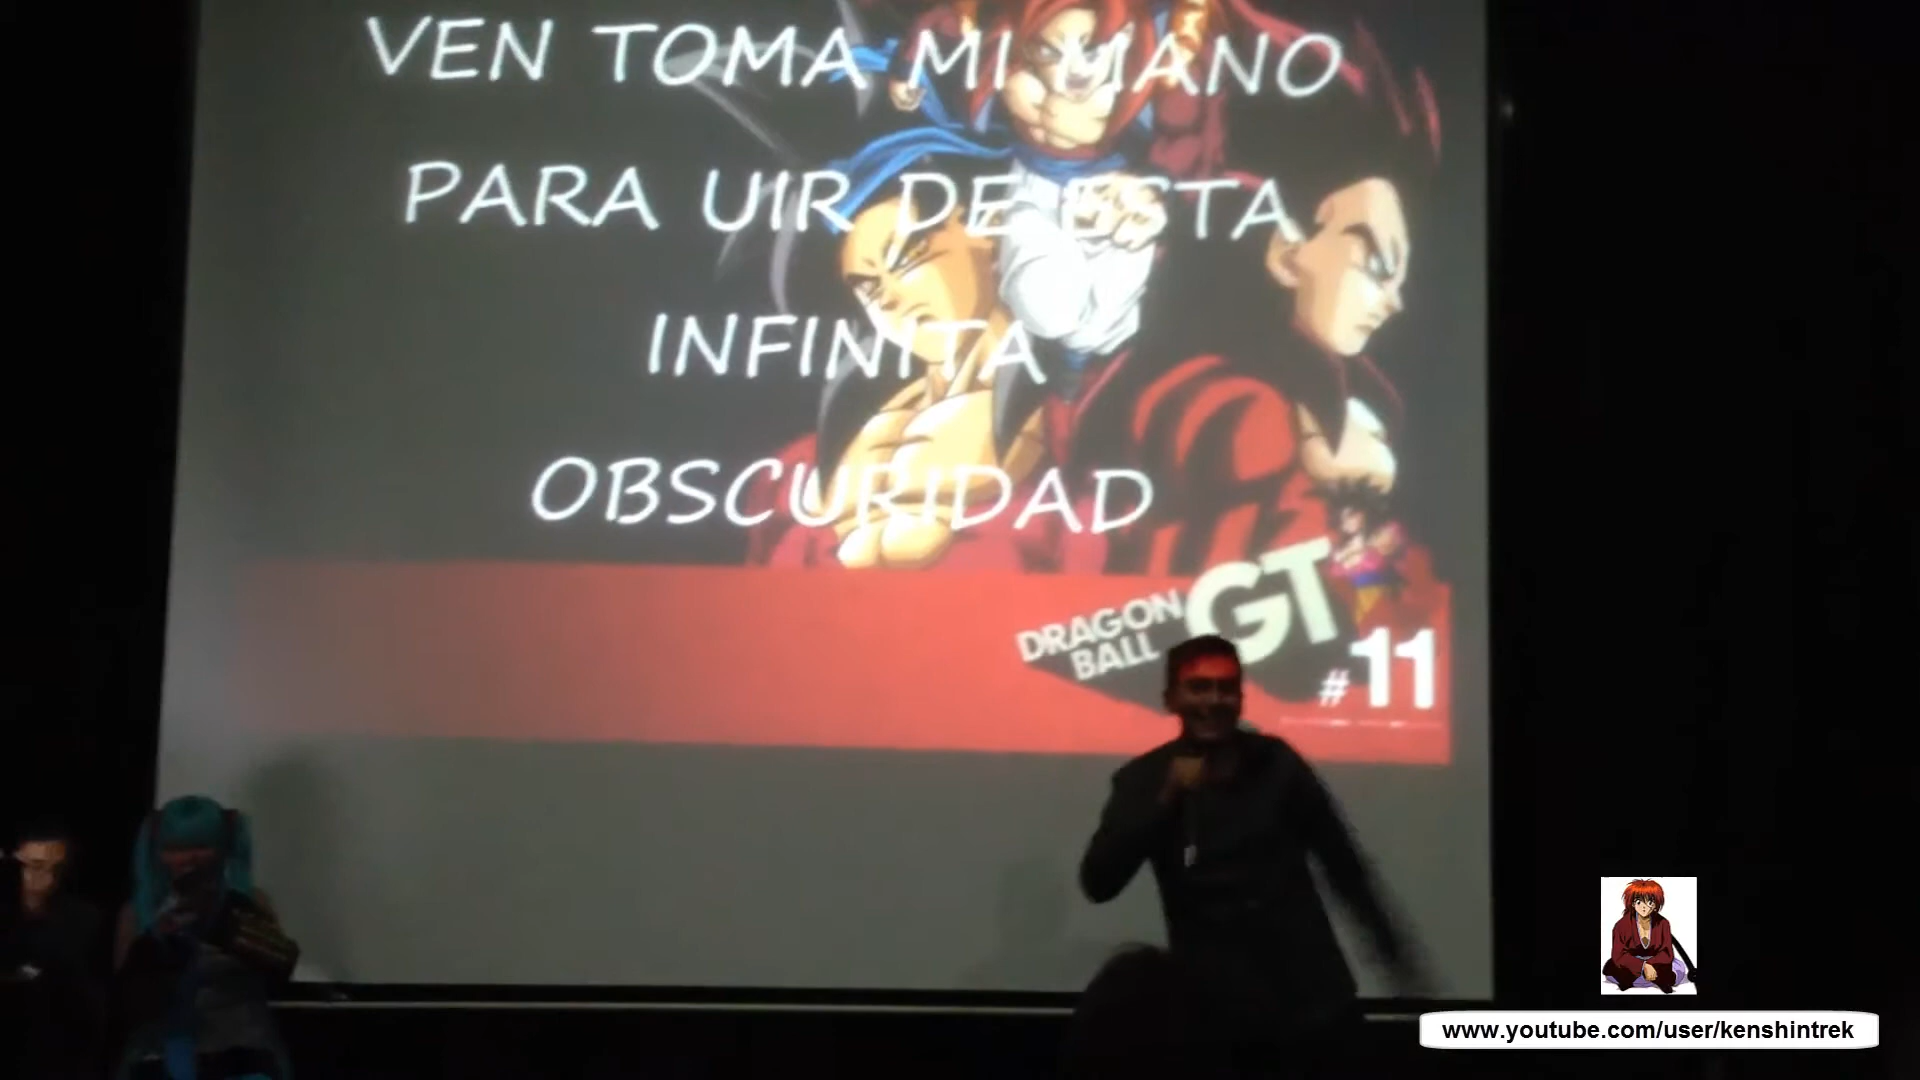 VEN TOMA MI MANO
PARA UIR DE ESTA
INFINITA
OBSCURIDAD
DRAGON
BALL
GT
#11
www.youtube.com/user/kenshintrek